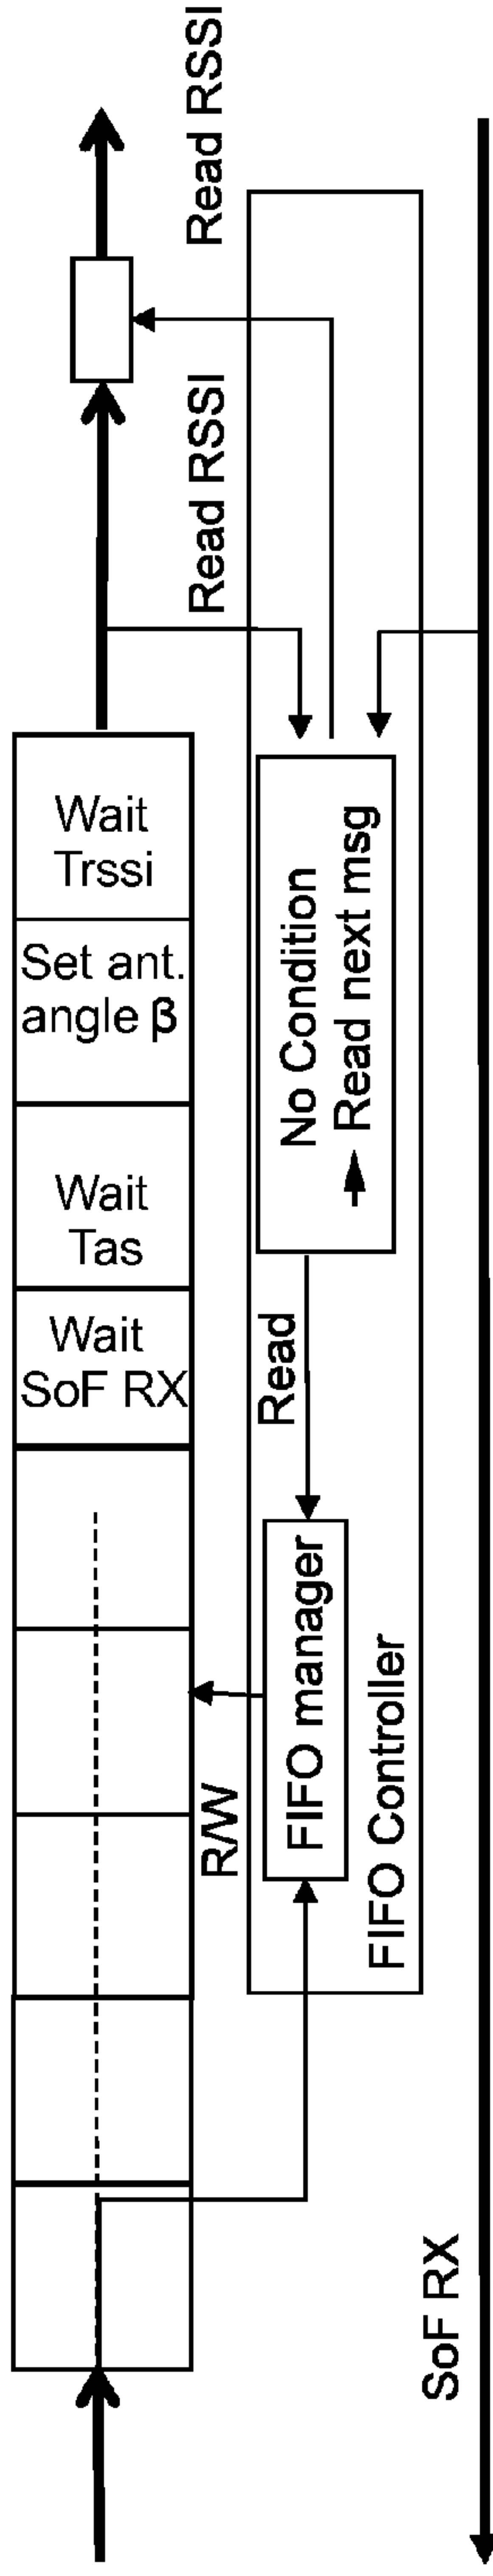 Wait
SoF RX
Wait
Tas
Set ant.
angle β
Wait
Trssi
Read RSSI
Read RSSI
R/W
FIFO manager
Read
No Condition
Read next msg
FIFO Controller
SoF RX